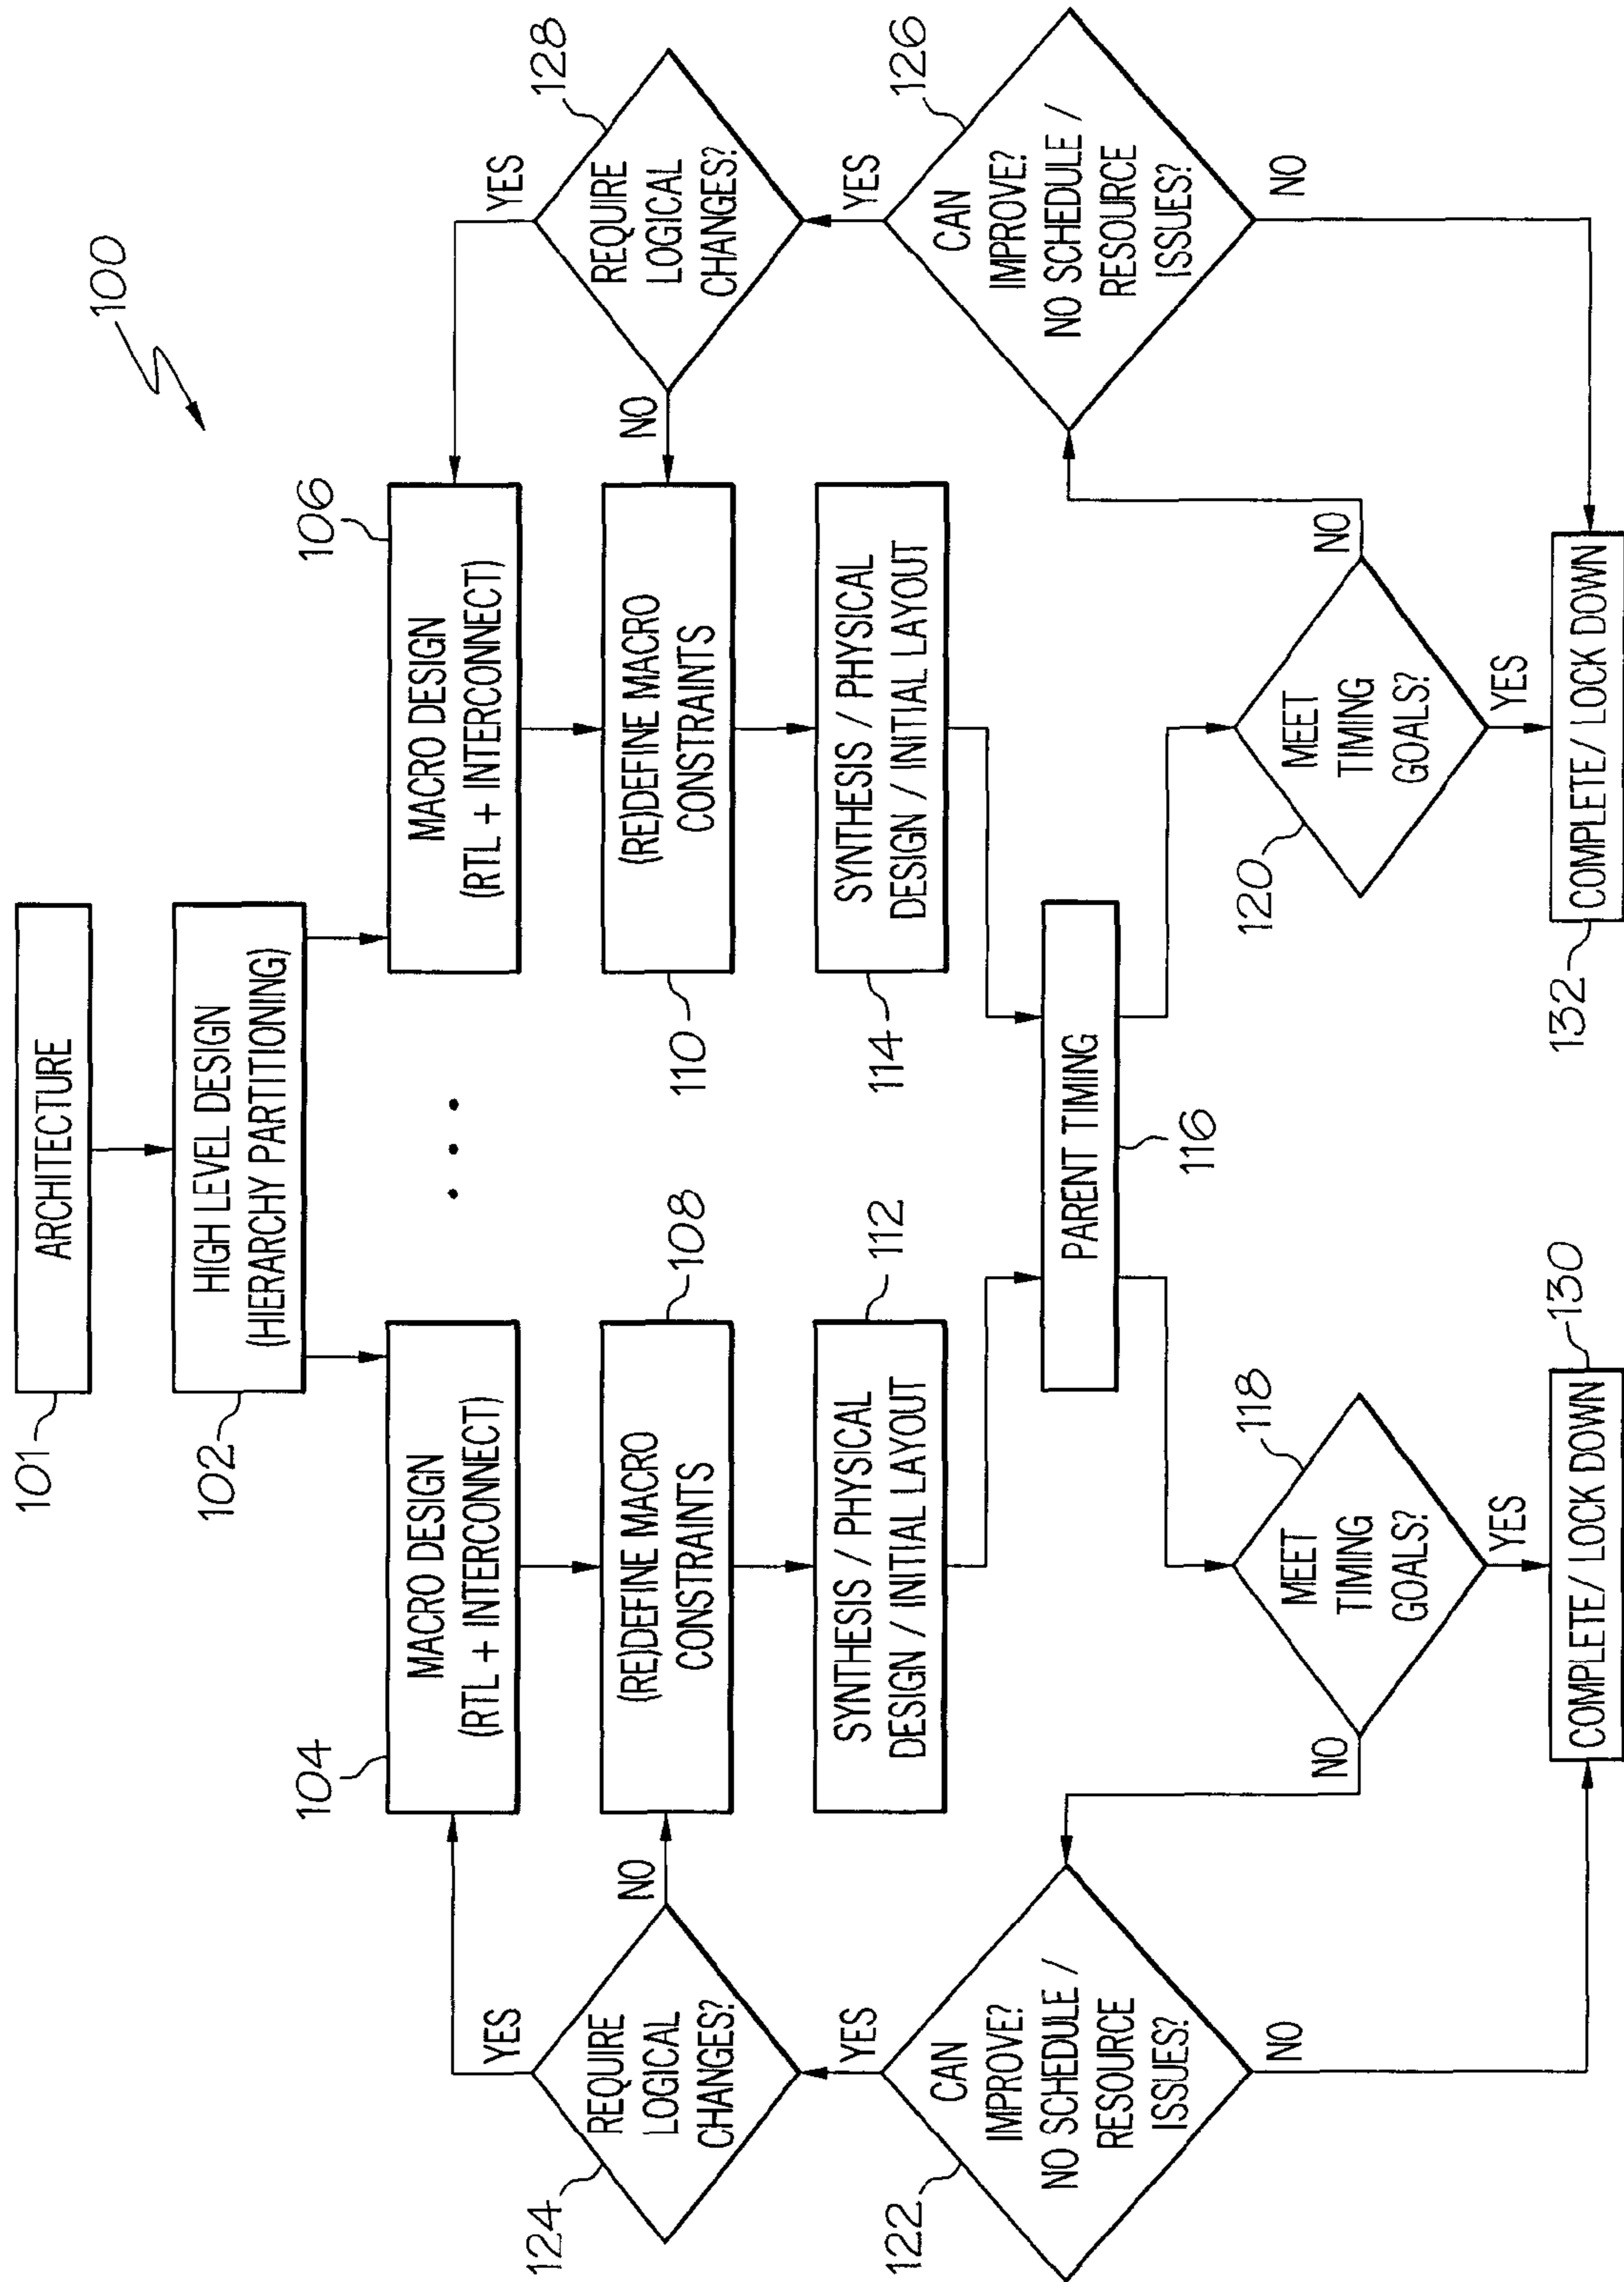 100
101
ARCHITECTURE
102
HIGH LEVEL DESIGN
(HIERARCHY PARTITIONING)
104
MACRO DESIGN
(RTL + INTERCONNECT)
• • •
106
MACRO DESIGN
(RTL + INTERCONNECT)
124
REQUIRE
LOGICAL
CHANGES?
YES
NO
(RE)DEFINE MACRO
CONSTRAINTS
108
(RE)DEFINE MACRO
CONSTRAINTS
110
NO
YES
REQUIRE
LOGICAL
CHANGES?
128
SYNTHESIS / PHYSICAL
DESIGN / INITIAL LAYOUT
112
SYNTHESIS / PHYSICAL
DESIGN / INITIAL LAYOUT
114
122
CAN
IMPROVE?
NO SCHEDULE /
RESOURCE
ISSUES?
YES
NO
PARENT TIMING
116
YES
CAN
IMPROVE?
NO SCHEDULE /
RESOURCE
ISSUES?
NO
126
NO
MEET
TIMING
GOALS?
118
YES
120
MEET
TIMING
GOALS?
NO
YES
COMPLETE/ LOCK DOWN
130
132
COMPLETE/ LOCK DOWN